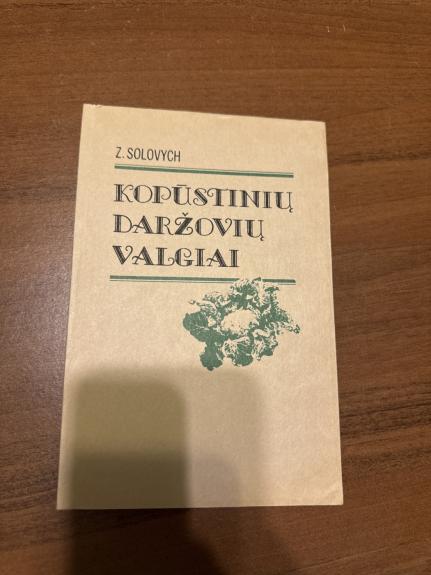 Z. SOLOVYCH
KOPŪSTINIŲ
DARŽOVIŲ
VALGIAI